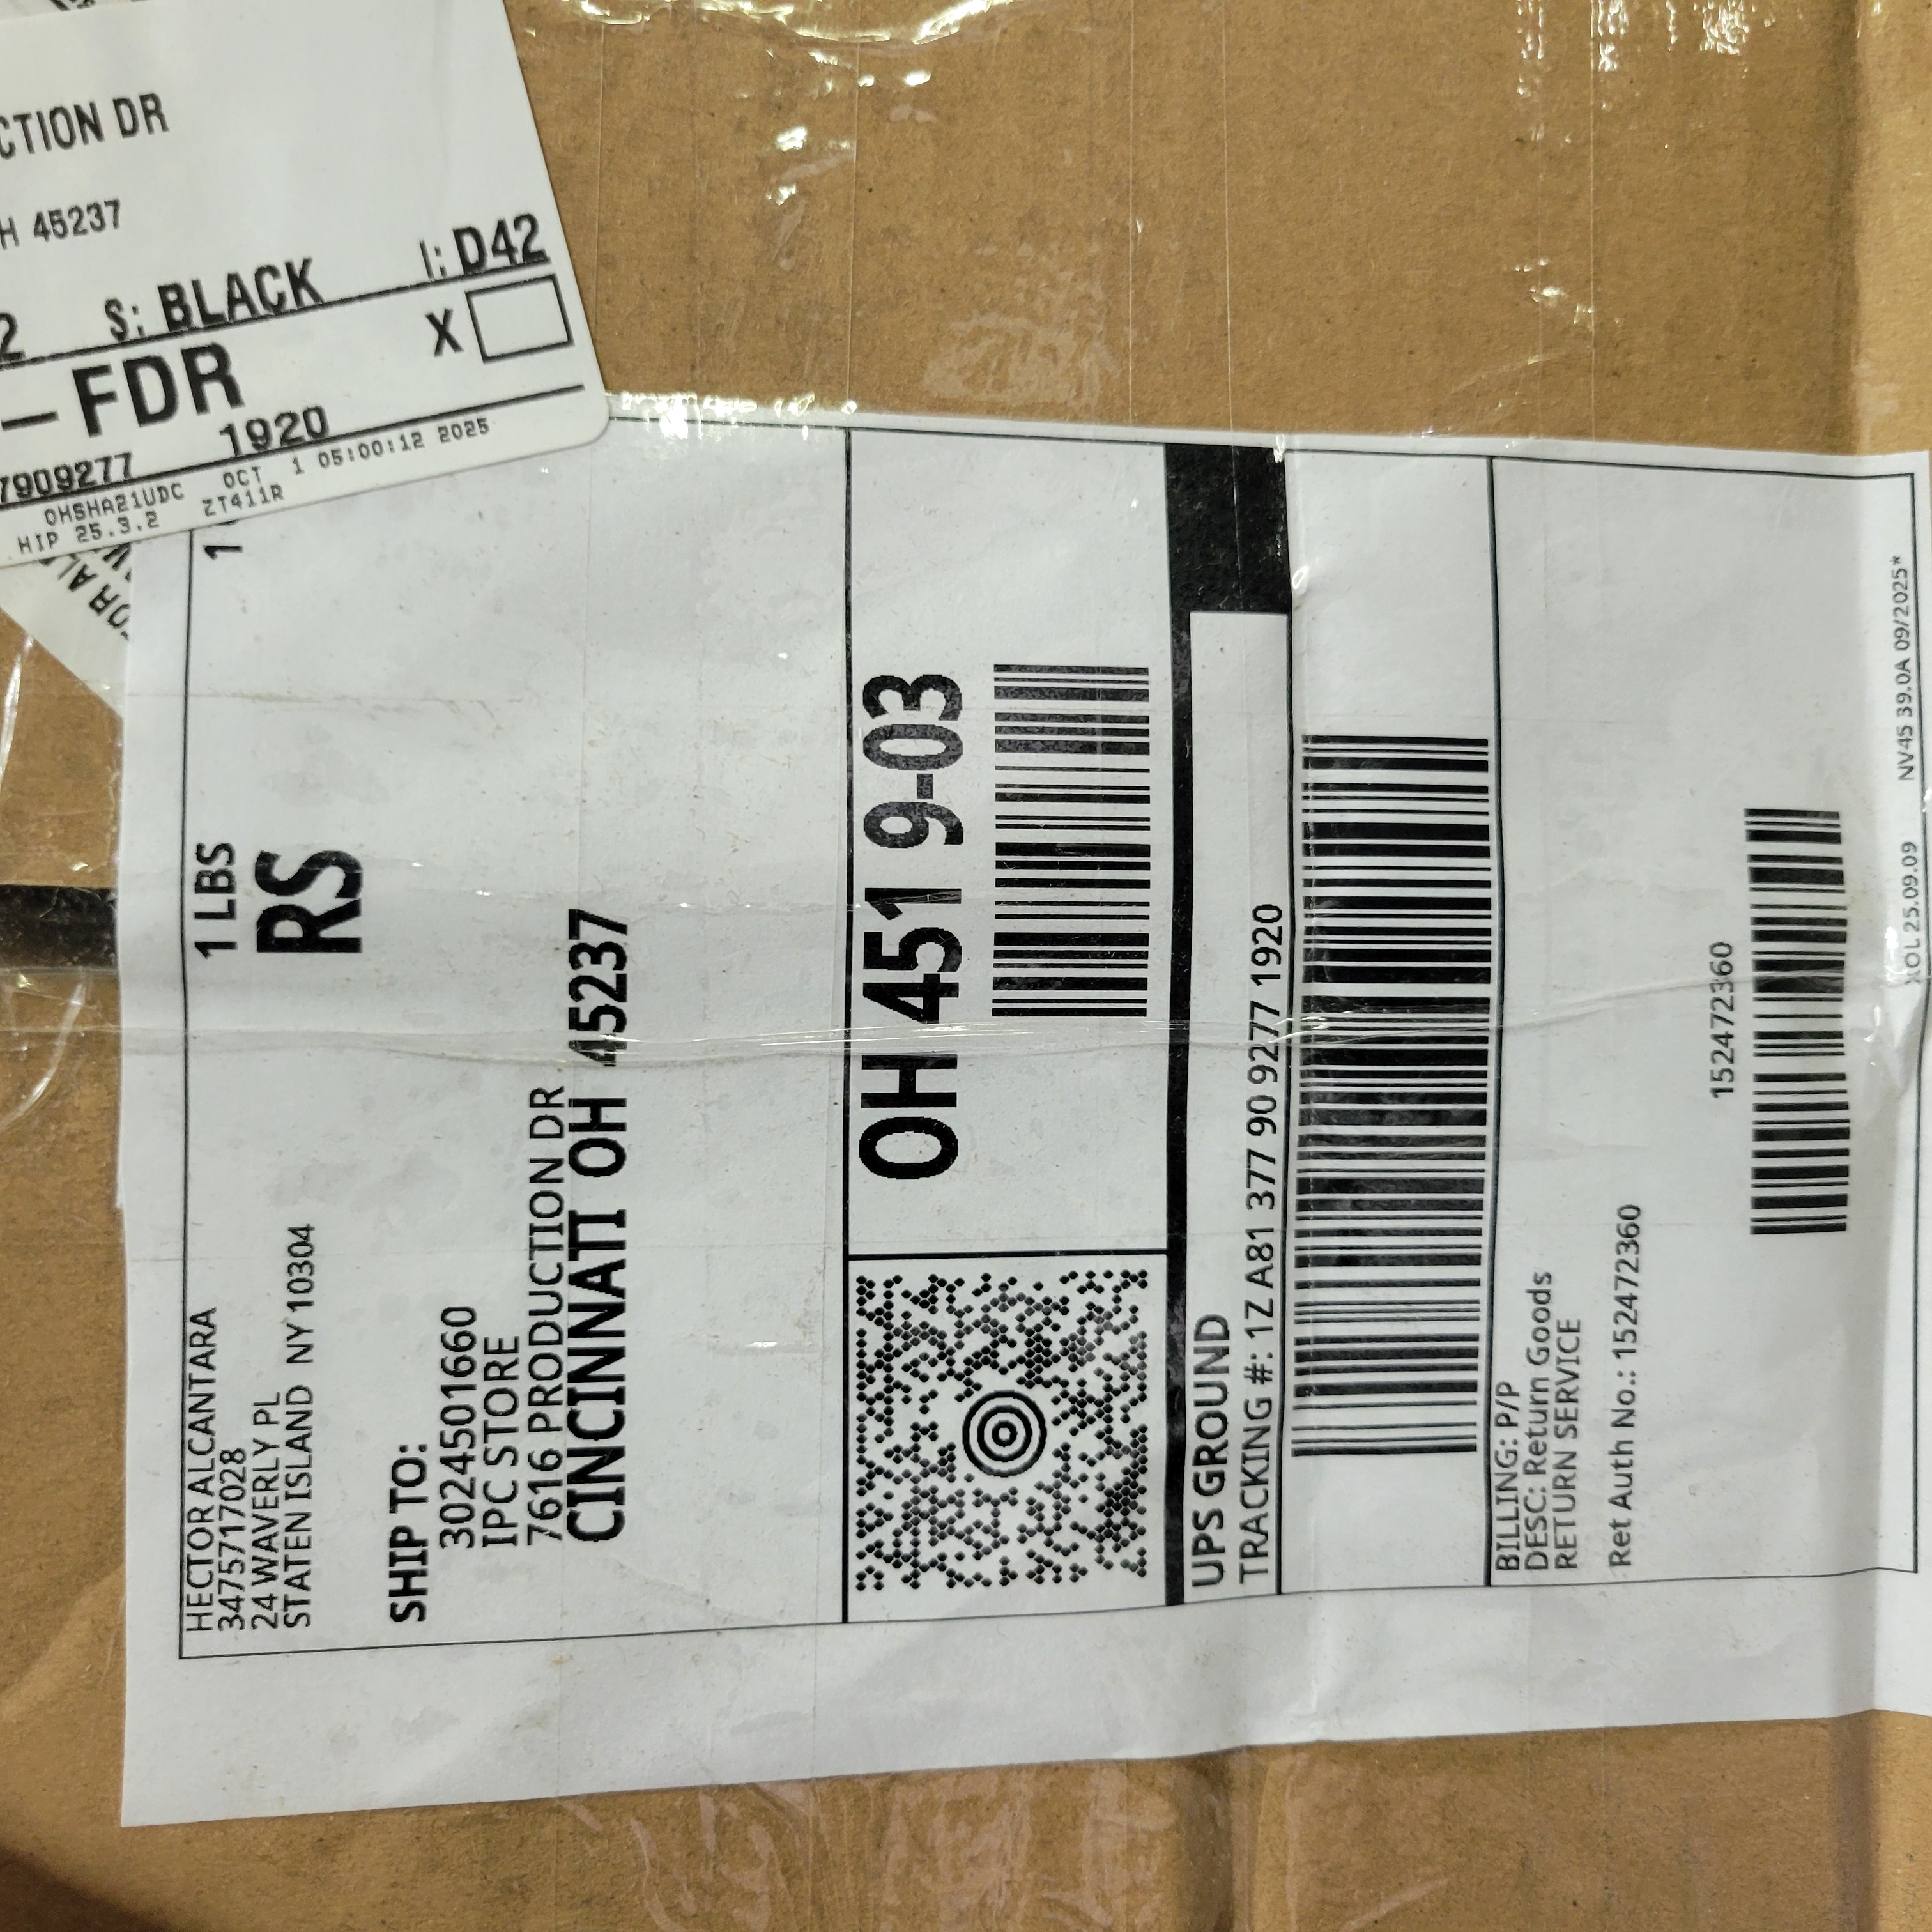 CTION DR
H 45237
2 S: BLACK I: D42
– FDR X
7909277 1920
OH5HA21UDC OCT 1 05:00:12 2025
HIP 25.3.2 ZT411R
HECTOR ALCANTARA
3475717028
24 WAVERLY PL
STATEN ISLAND NY 10304
1 LBS 1
RS
SHIP TO:
3024501660
IPC STORE
7616 PRODUCTION DR
CINCINNATI OH 45237
OH 451 9-03
UPS GROUND
TRACKING #: 1Z A81 377 90 9277 1920
BILLING: P/P
DESC: Return Goods
RETURN SERVICE
Ret Auth No.: 152472360
152472360
XOL 25.09.09 NV45 39.0A 09/2025*